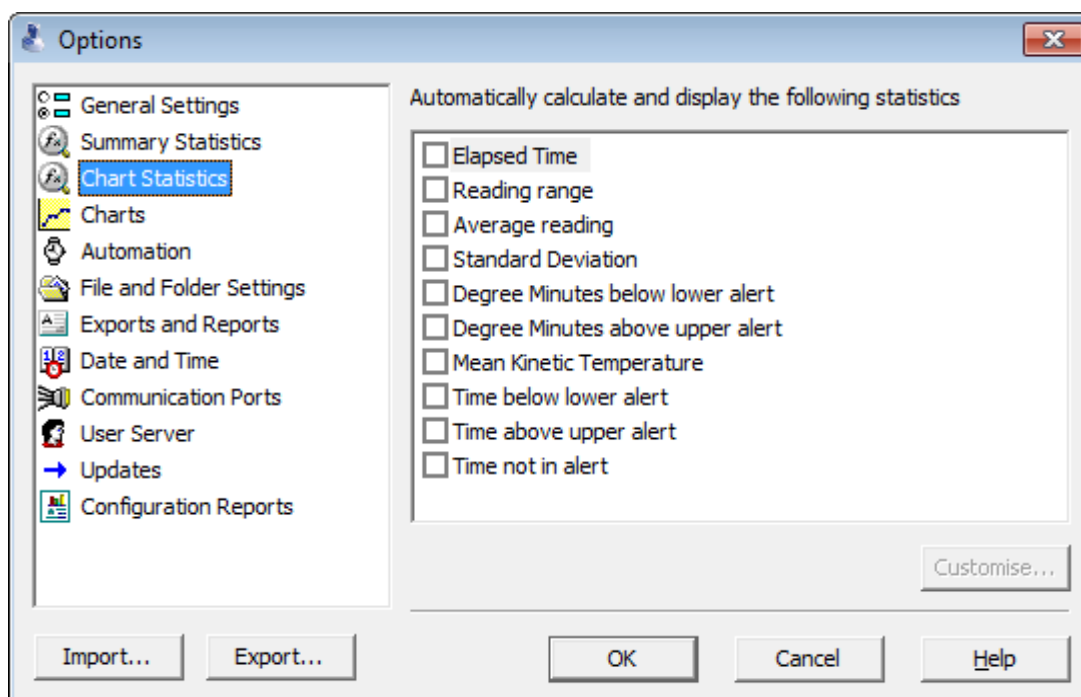 Options
General Settings
Summary Statistics
Chart Statistics
Charts
Automation
File and Folder Settings
Exports and Reports
Date and Time
Communication Ports
User Server
Updates
Configuration Reports
Automatically calculate and display the following statistics
Elapsed Time
Reading range
Average reading
Standard Deviation
Degree Minutes below lower alert
Degree Minutes above upper alert
Mean Kinetic Temperature
Time below lower alert
Time above upper alert
Time not in alert
Customise...
Import...
Export...
OK
Cancel
Help